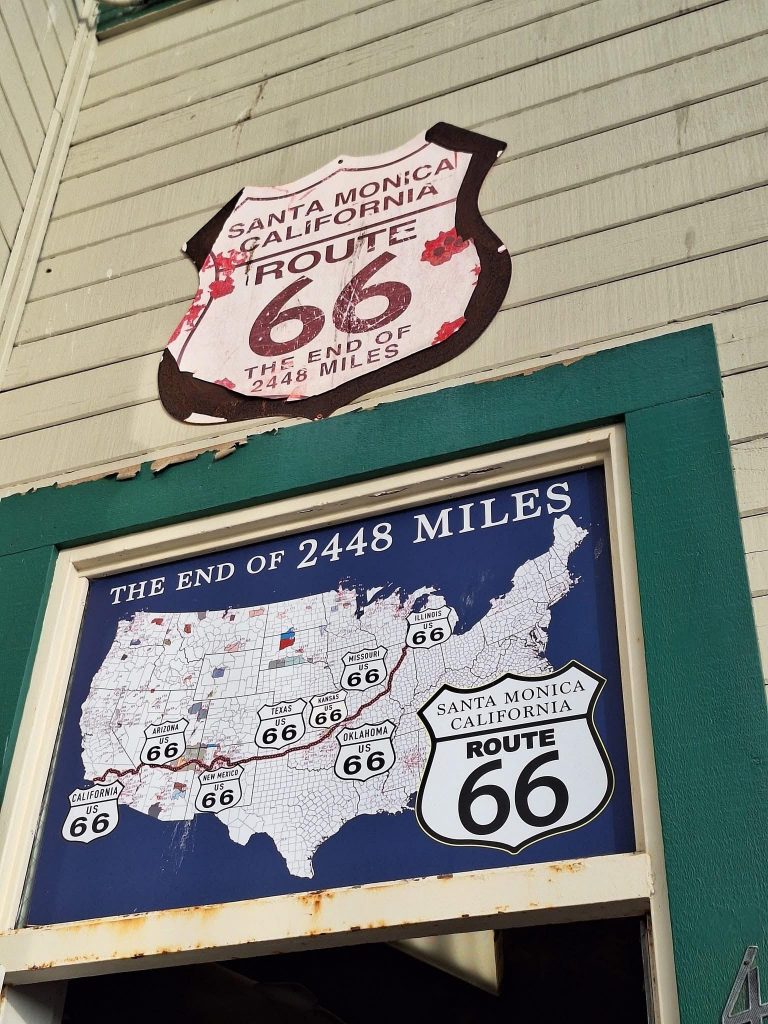 SANTA MONICA
CALIFORNIA
ROUTE
66
THE END OF
2448 MILES
THE END OF 2448 MILES
ILLINOIS
US
66
MISSOURI
US
66
KANSAS
US
66
TEXAS
US
66
OKLAHOMA
US
66
ARIZONA
US
66
NEW MEXICO
US
66
CALIFORNIA
US
66
SANTA MONICA
CALIFORNIA
ROUTE
66
4